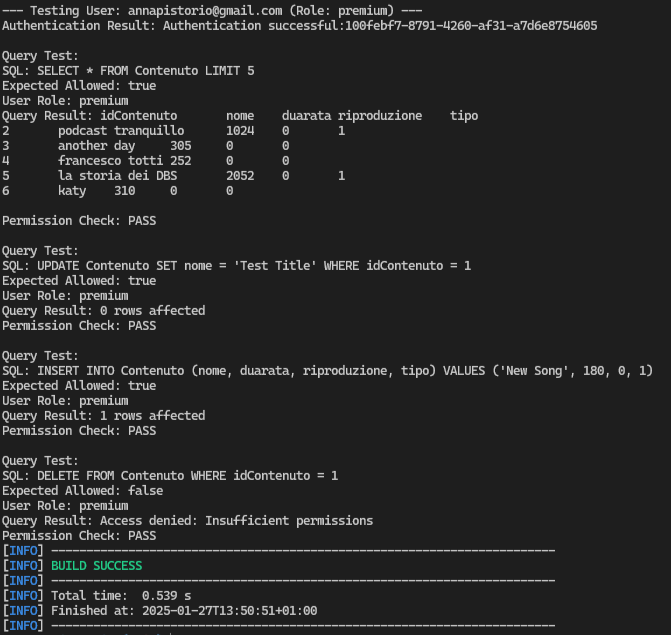 --- Testing User: annapistorio@gmail.com (Role: premium) ---
Authentication Result: Authentication successful:100febf7-8791-4260-af31-a7d6e8754605
Query Test:
SQL: SELECT * FROM Contenuto LIMIT 5
Expected Allowed: true
User Role: premium
Query Result: idContenuto nome duarata riproduzione tipo
2 podcast tranquillo 1024 0 1
3 another day 305 0 0
4 francesco totti 252 0 0
5 la storia dei DBS 2052 0 1
6 katy 310 0 0
Permission Check: PASS
Query Test:
SQL: UPDATE Contenuto SET nome = 'Test Title' WHERE idContenuto = 1
Expected Allowed: true
User Role: premium
Query Result: 0 rows affected
Permission Check: PASS
Query Test:
SQL: INSERT INTO Contenuto (nome, duarata, riproduzione, tipo) VALUES ('New Song', 180, 0, 1)
Expected Allowed: true
User Role: premium
Query Result: 1 rows affected
Permission Check: PASS
Query Test:
SQL: DELETE FROM Contenuto WHERE idContenuto = 1
Expected Allowed: false
User Role: premium
Query Result: Access denied: Insufficient permissions
Permission Check: PASS
[INFO] ------------------------------------------------------------------------
[INFO] BUILD SUCCESS
[INFO] ------------------------------------------------------------------------
[INFO] Total time:  0.539 s
[INFO] Finished at: 2025-01-27T13:50:51+01:00
[INFO] ------------------------------------------------------------------------